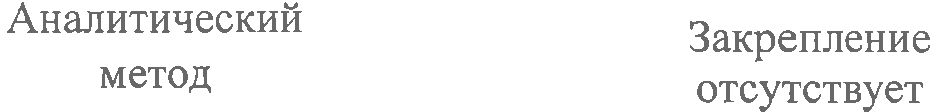 Аналитический
метод
Закрепление
отсутствует